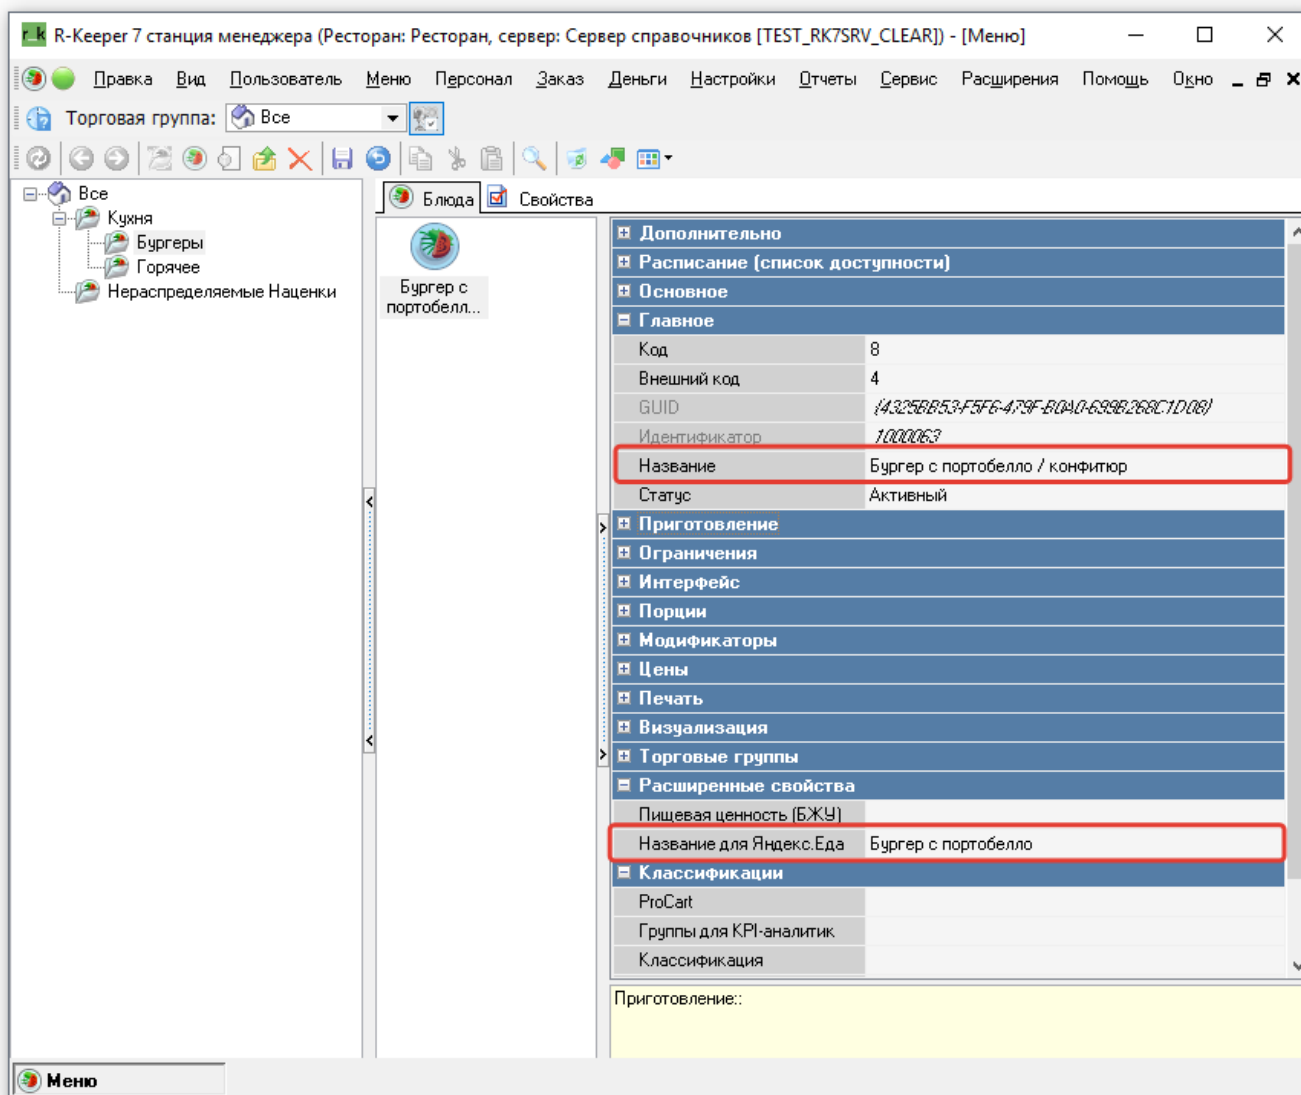 r_k R-Keeper 7 станция менеджера (Ресторан: Ресторан, сервер: Сервер справочников [TEST_RK7SRV_CLEAR]) - [Меню]
Правка Вид Пользователь Меню Персонал Заказ Деньги Настройки Отчеты Сервис Расширения Помощь Окно
Торговая группа: Все
Все
Кухня
Бургеры
Горячее
Нераспределяемые Наценки
Блюда Свойства
Бургер с
портобелл...
Дополнительно
Расписание (список доступности)
Основное
Главное
Код 8
Внешний код 4
GUID {4325BB53-F5F6-479F-B0A0-699B268C1D08}
Идентификатор 1000063
Название Бургер с портобелло / конфитюр
Статус Активный
Приготовление
Ограничения
Интерфейс
Порции
Модификаторы
Цены
Печать
Визуализация
Торговые группы
Расширенные свойства
Пищевая ценность (БЖУ)
Название для Яндекс.Еда Бургер с портобелло
Классификации
ProCart
Группы для KPI-аналитик
Классификация
Приготовление::
Меню